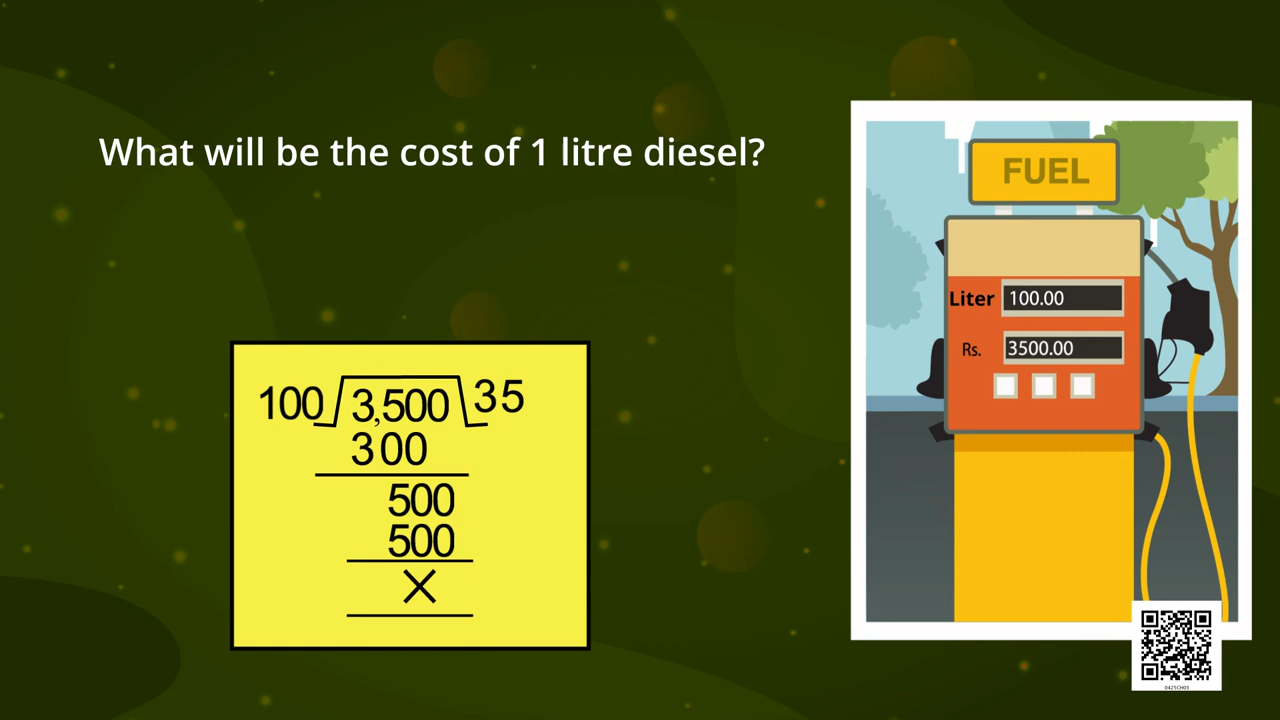 What will be the cost of 1 litre diesel?
FUEL
Liter 100.00
Rs. 3500.00
100 3,500 35
300
500
500
×
0425CH03